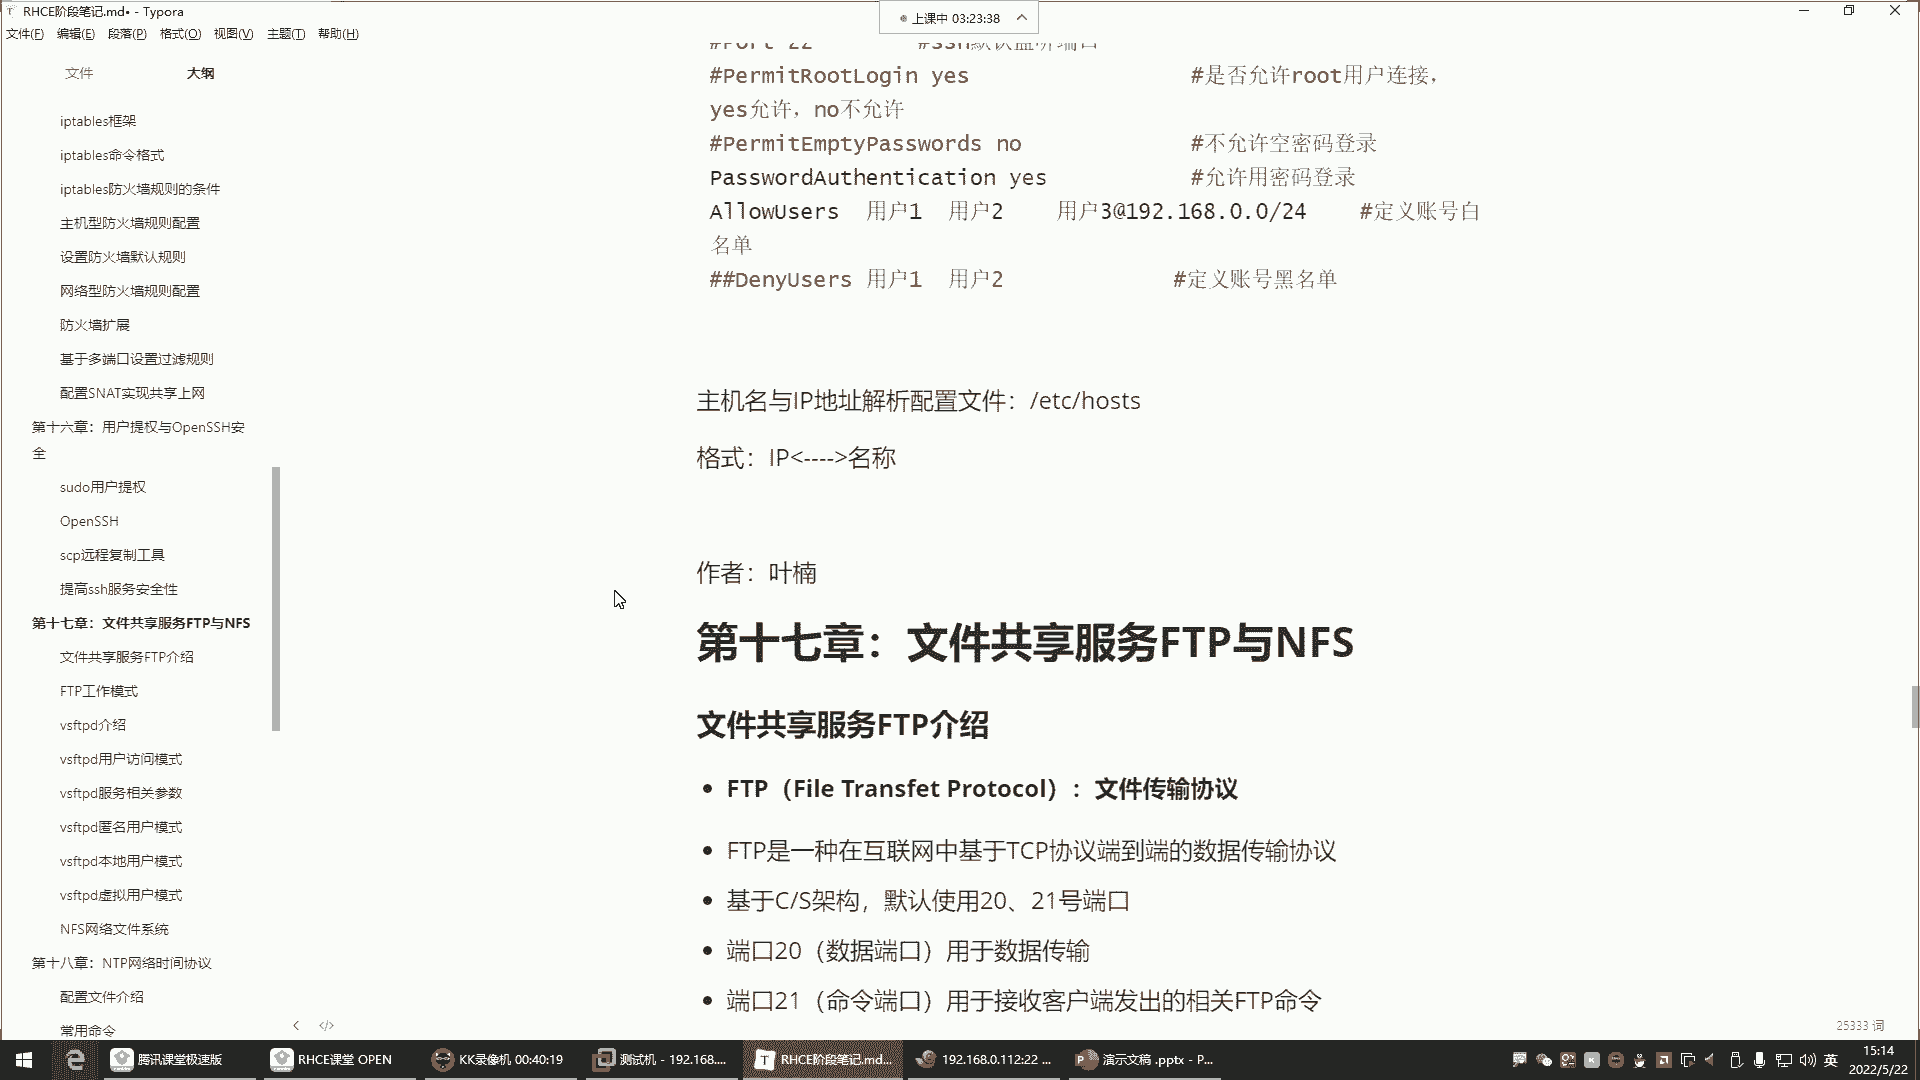 RHCE阶段笔记.md• - Typora
上课中 03:23:38
文件(F) 编辑(E) 段落(P) 格式(O) 视图(V) 主题(T) 帮助(H)
文件 大纲
iptables框架
iptables命令格式
iptables防火墙规则的条件
主机型防火墙规则配置
设置防火墙默认规则
网络型防火墙规则配置
防火墙扩展
基于多端口设置过滤规则
配置SNAT实现共享上网
第十六章：用户提权与OpenSSH安
全
sudo用户提权
OpenSSH
scp远程复制工具
提高ssh服务安全性
第十七章：文件共享服务FTP与NFS
文件共享服务FTP介绍
FTP工作模式
vsftpd介绍
vsftpd用户访问模式
vsftpd服务相关参数
vsftpd匿名用户模式
vsftpd本地用户模式
vsftpd虚拟用户模式
NFS网络文件系统
第十八章：NTP网络时间协议
配置文件介绍
常用命令
#Port 22 #ssh默认监听端口
#PermitRootLogin yes #是否允许root用户连接，
yes允许，no不允许
#PermitEmptyPasswords no #不允许空密码登录
PasswordAuthentication yes #允许用密码登录
AllowUsers 用户1 用户2 用户3@192.168.0.0/24 #定义账号白
名单
##DenyUsers 用户1 用户2 #定义账号黑名单
主机名与IP地址解析配置文件：/etc/hosts
格式：IP<---->名称
作者：叶楠
第十七章：文件共享服务FTP与NFS
文件共享服务FTP介绍
• FTP（File Transfet Protocol）：文件传输协议
• FTP是一种在互联网中基于TCP协议端到端的数据传输协议
• 基于C/S架构，默认使用20、21号端口
• 端口20（数据端口）用于数据传输
• 端口21（命令端口）用于接收客户端发出的相关FTP命令
25333 词
腾讯课堂极速版
RHCE课堂 OPEN
KK录像机 00:40:19
测试机 - 192.168....
RHCE阶段笔记.md...
192.168.0.112:22 ...
演示文稿 .pptx - P...
英
15:14
2022/5/22